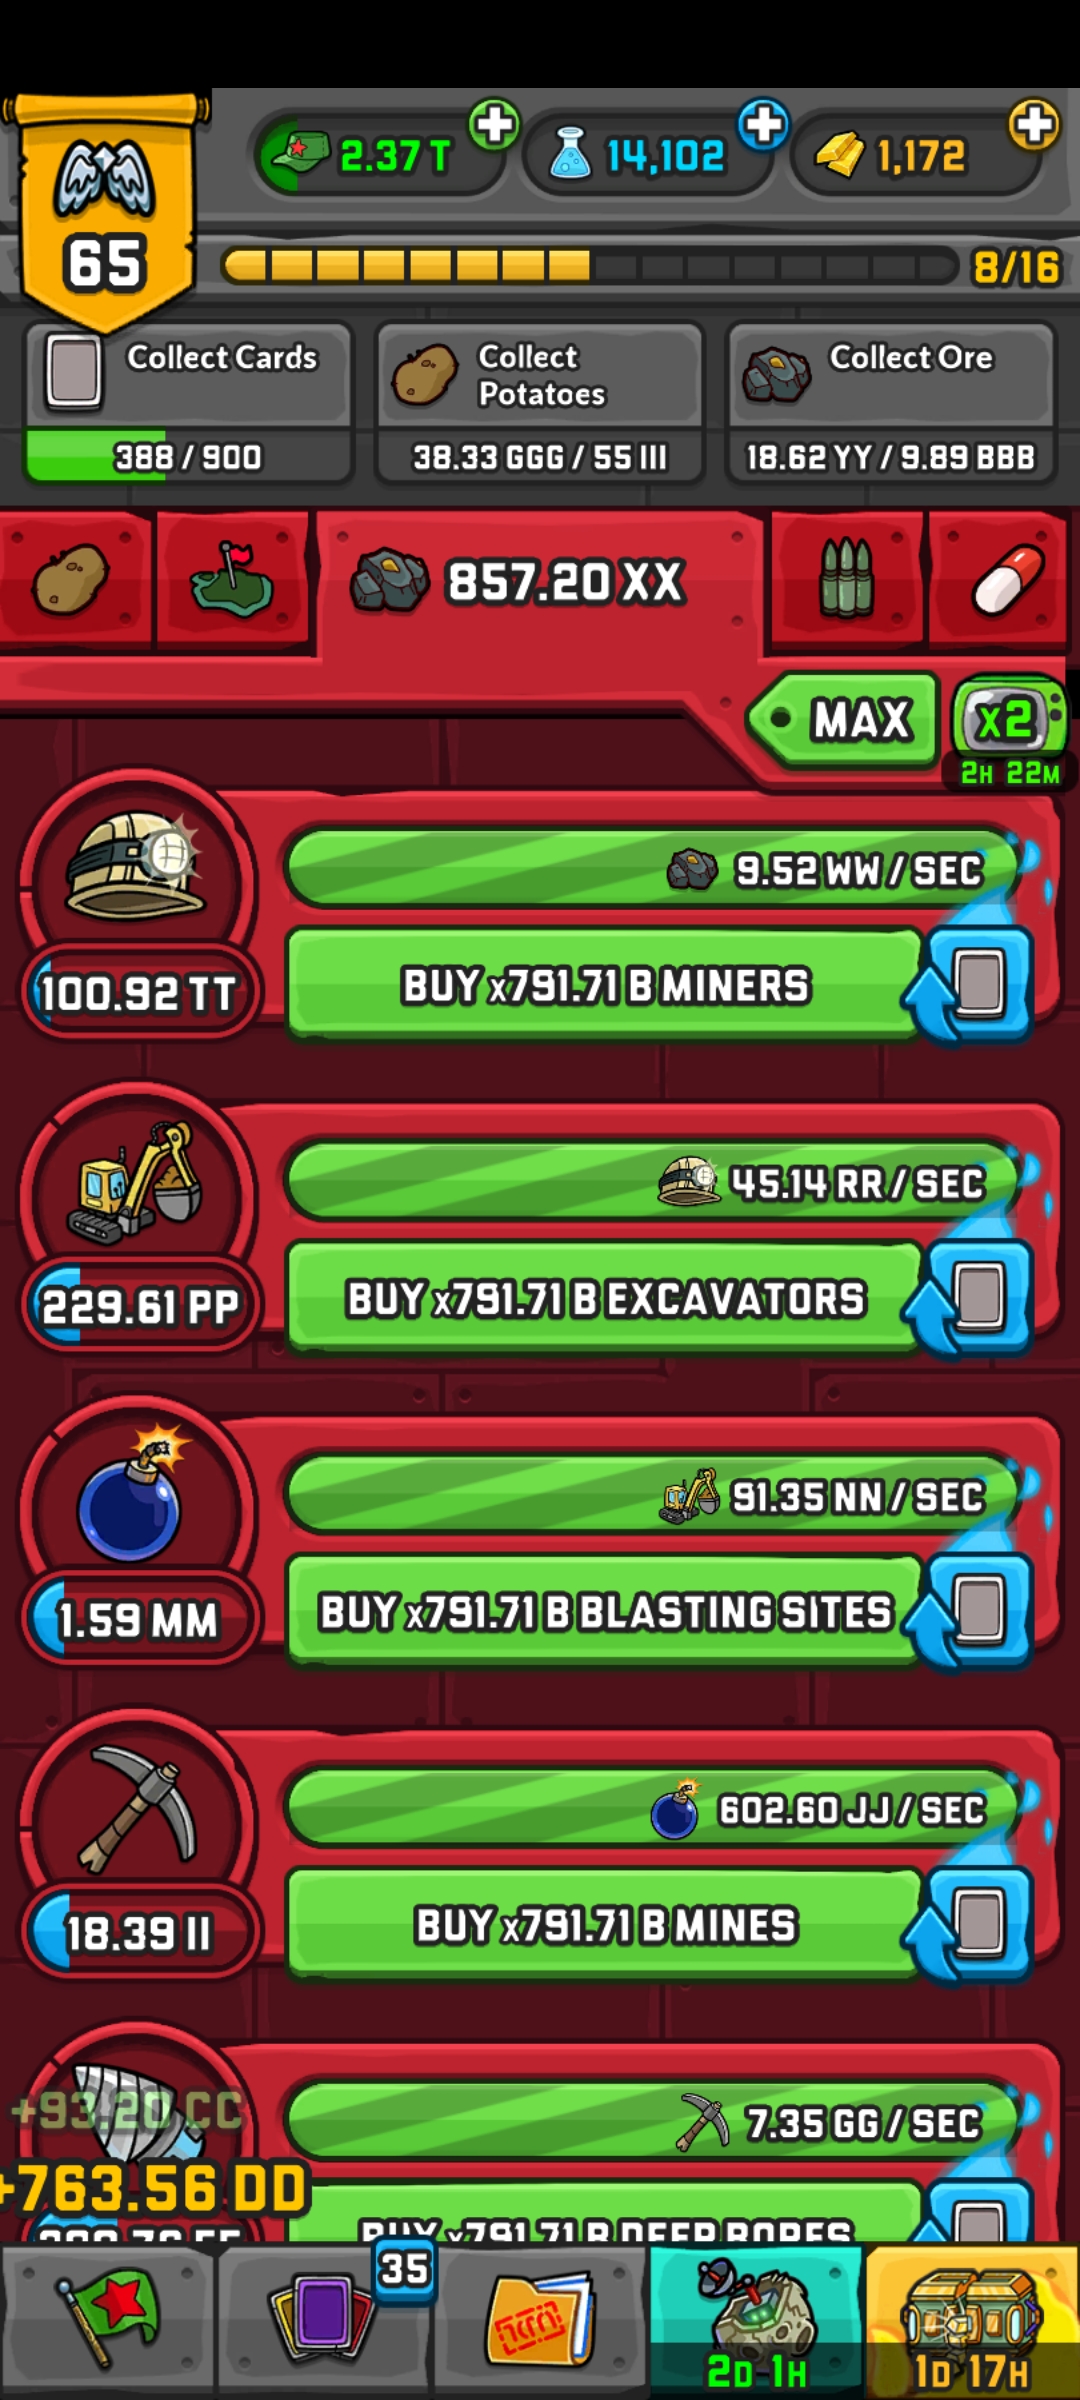 2.37 T
14,102
1,172
65
8/16
Collect Cards
388 / 900
Collect
Potatoes
38.33 GGG / 55 III
Collect Ore
18.62 YY / 9.89 BBB
857.20 XX
MAX
x2
2H 22M
9.52 WW / SEC
100.92 TT
BUY x791.71 B MINERS
45.14 RR / SEC
229.61 PP
BUY x791.71 B EXCAVATORS
91.35 NN / SEC
1.59 MM
BUY x791.71 B BLASTING SITES
602.60 JJ / SEC
18.39 II
BUY x791.71 B MINES
+93.20 CC
7.35 GG / SEC
+763.56 DD
BUY x791.71 B DEEP BORES
35
2D 1H
1D 17H